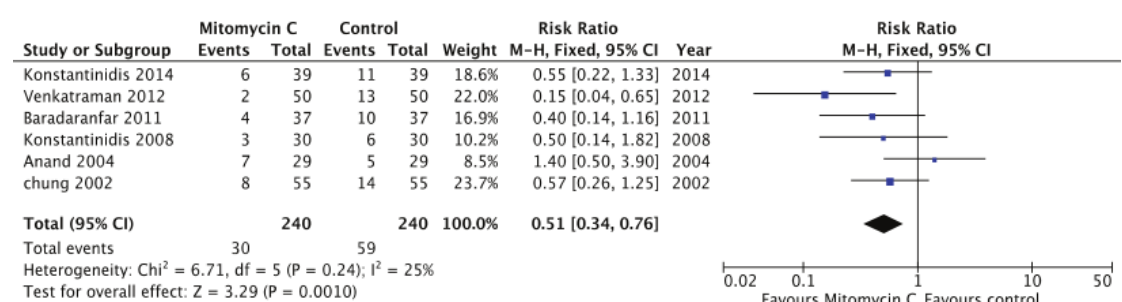 Mitomycin C Control Risk Ratio Risk Ratio
Study or Subgroup Events Total Events Total Weight M-H, Fixed, 95% CI Year M-H, Fixed, 95% CI
Konstantinidis 2014 6 39 11 39 18.6% 0.55 [0.22, 1.33] 2014
Venkatraman 2012 2 50 13 50 22.0% 0.15 [0.04, 0.65] 2012
Baradaranfar 2011 4 37 10 37 16.9% 0.40 [0.14, 1.16] 2011
Konstantinidis 2008 3 30 6 30 10.2% 0.50 [0.14, 1.82] 2008
Anand 2004 7 29 5 29 8.5% 1.40 [0.50, 3.90] 2004
chung 2002 8 55 14 55 23.7% 0.57 [0.26, 1.25] 2002
Total (95% CI) 240 240 100.0% 0.51 [0.34, 0.76]
Total events 30 59
Heterogeneity: Chi² = 6.71, df = 5 (P = 0.24); I² = 25%
Test for overall effect: Z = 3.29 (P = 0.0010)
0.02 0.1 1 10 50
Favours Mitomycin C Favours control